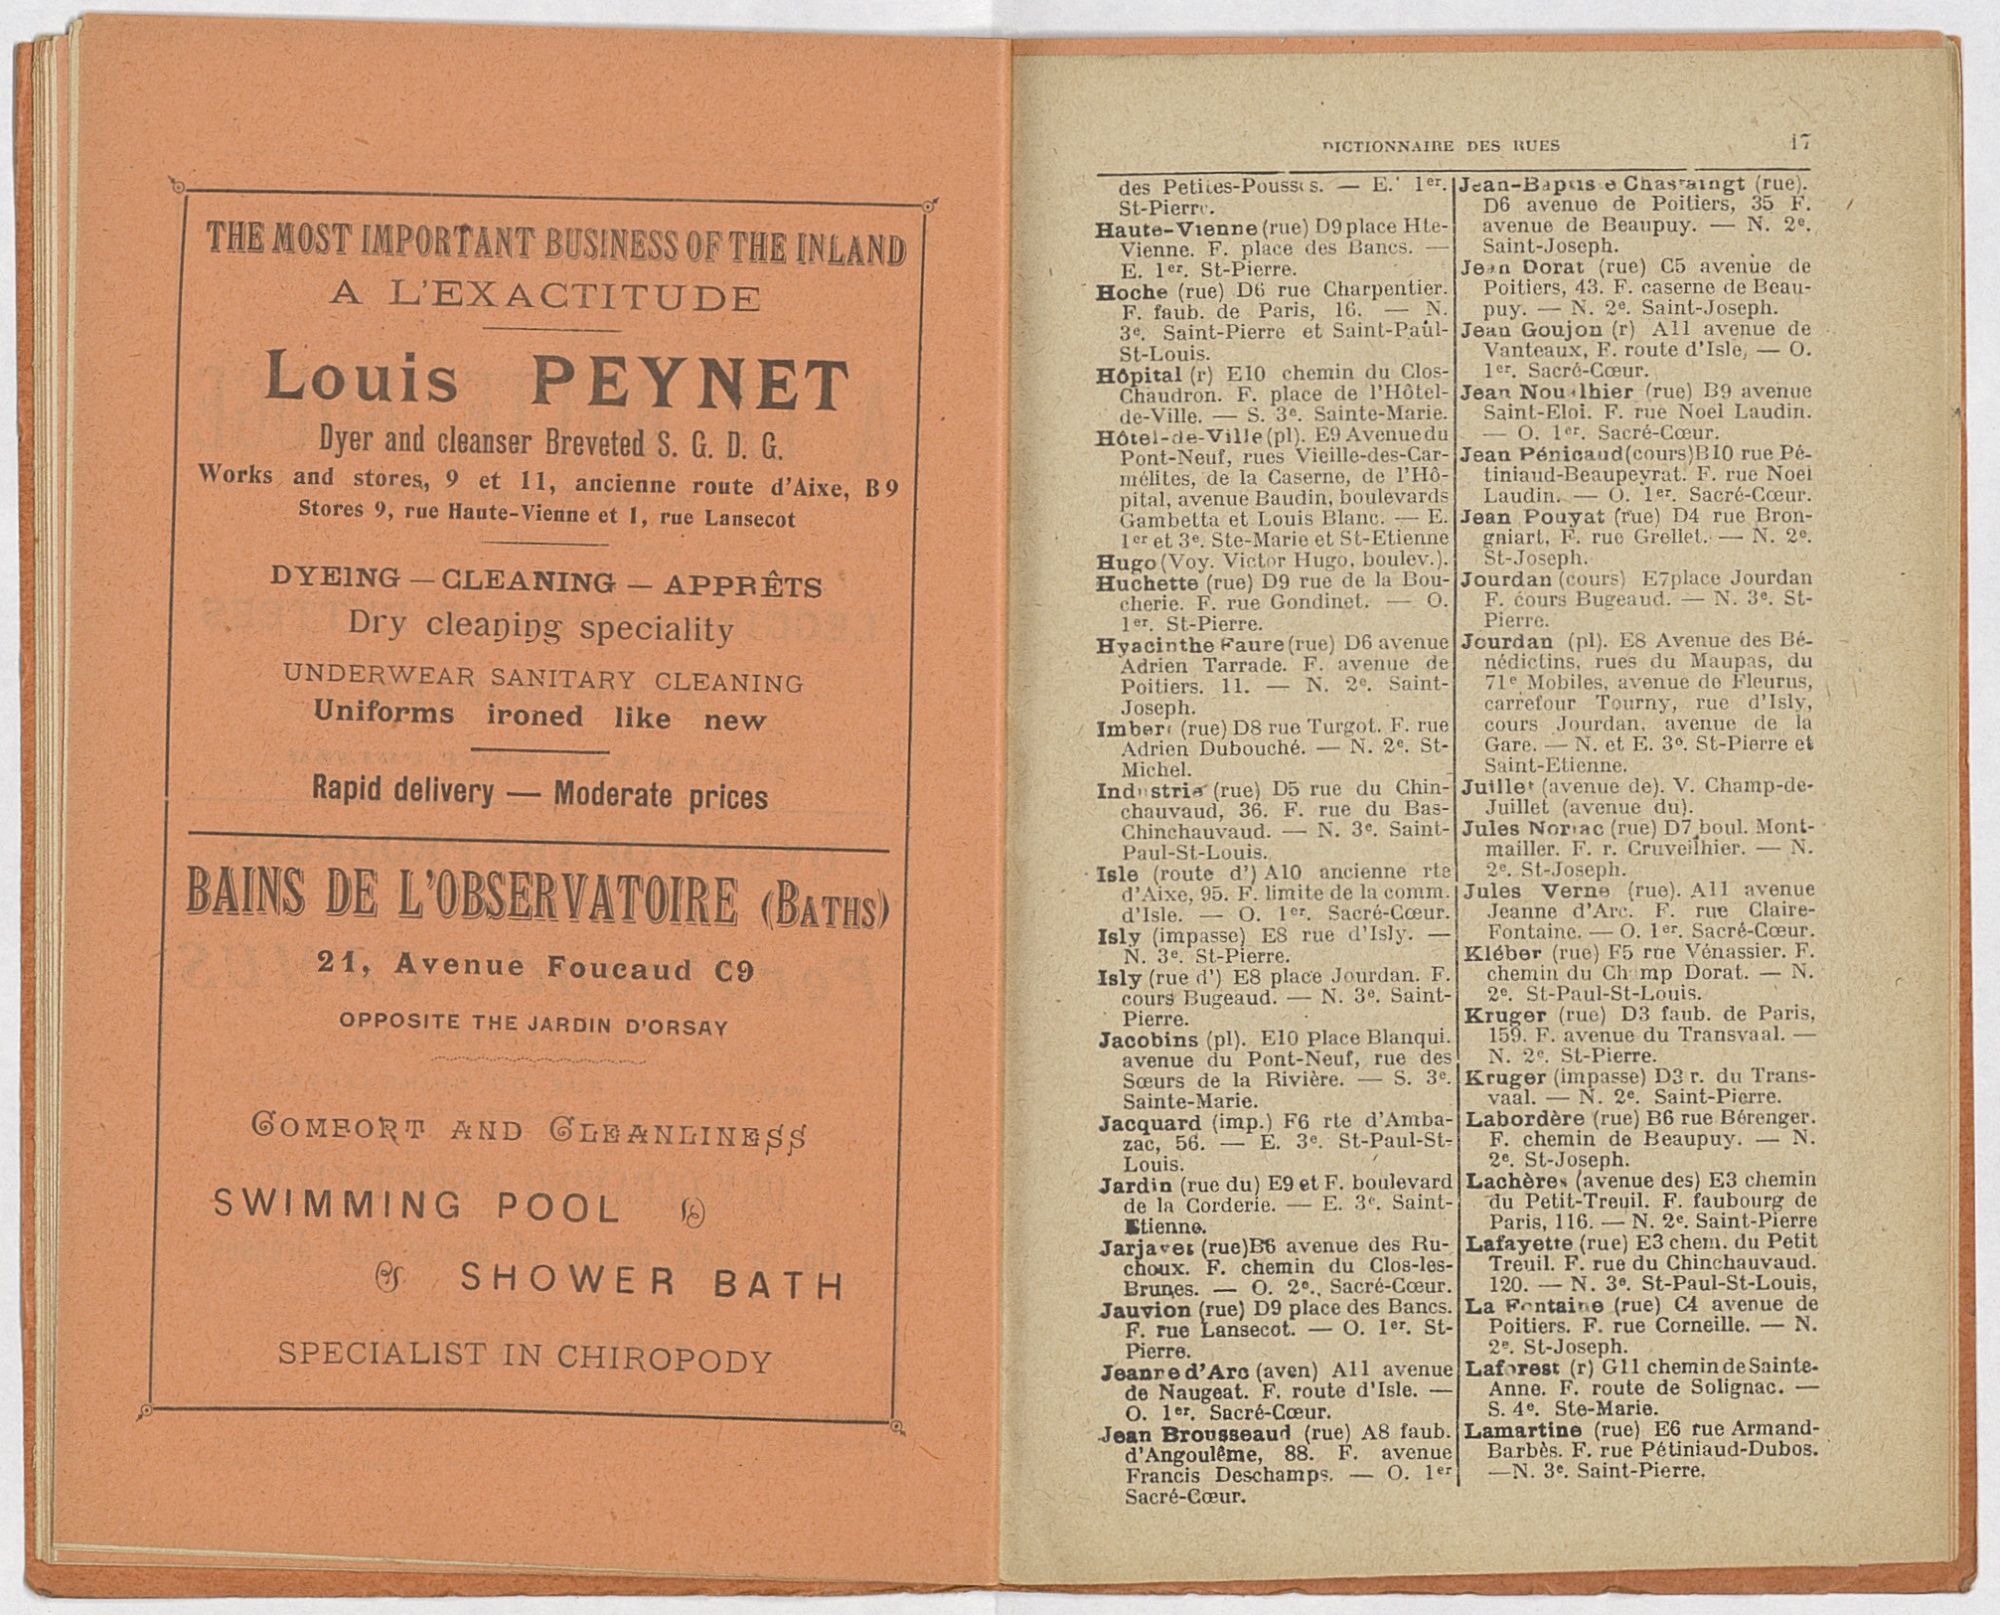 THE MOST IMPORTANT BUSINESS OF THE INLAND
A L'EXACTITUDE
Louis PEYNET
Dyer and cleanser Breveted S. G. D. G.
Works and stores, 9 et 11, ancienne route d'Aixe, B9
Stores 9, rue Haute-Vienne et 1, rue Lansecot
DYEING — CLEANING — APPRÊTS
Dry cleaning speciality
UNDERWEAR SANITARY CLEANING
Uniforms ironed like new
Rapid delivery — Moderate prices
BAINS DE L'OBSERVATOIRE (BATHS)
21, Avenue Foucaud C9
OPPOSITE THE JARDIN D'ORSAY
COMFORT AND CLEANLINESS
SWIMMING POOL
SHOWER BATH
SPECIALIST IN CHIROPODY
DICTIONNAIRE DES RUES 17
des Petites-Pousses. — E. 1er.
St-Pierre.
Haute-Vienne (rue) D9 place Hte-
Vienne. F. place des Bancs. —
E. 1er. St-Pierre.
Hoche (rue) D6 rue Charpentier.
F. faub. de Paris, 16. — N.
3e. Saint-Pierre et Saint-Paul-
St-Louis.
Hôpital (r) E10 chemin du Clos-
Chaudron. F. place de l'Hôtel-
de-Ville. — S. 3e. Sainte-Marie.
Hôtel-de-Ville (pl). E9 Avenue du
Pont-Neuf, rues Vieille-des-Car-
mélites, de la Caserne, de l'Hô-
pital, avenue Baudin, boulevards
Gambetta et Louis Blanc. — E.
1er et 3e. Ste-Marie et St-Etienne
Hugo (Voy. Victor Hugo, boulev.).
Huchette (rue) D9 rue de la Bou-
cherie. F. rue Gondinet. — O.
1er. St-Pierre.
Hyacinthe Faure (rue) D6 avenue
Adrien Tarrade. F. avenue de
Poitiers. 11. — N. 2e. Saint-
Joseph.
Imbert (rue) D8 rue Turgot. F. rue
Adrien Dubouché. — N. 2e. St-
Michel.
Industrie (rue) D5 rue du Chin-
chauvaud, 36. F. rue du Bas-
Chinchauvaud. — N. 3e. Saint-
Paul-St-Louis.
Isle (route d') A10 ancienne rte
d'Aixe, 95. F. limite de la comm.
d'Isle. — O. 1er. Sacré-Cœur.
Isly (impasse) E8 rue d'Isly. —
N. 3e. St-Pierre.
Isly (rue d') E8 place Jourdan. F.
cours Bugeaud. — N. 3e. Saint-
Pierre.
Jacobins (pl). E10 Place Blanqui.
avenue du Pont-Neuf, rue des
Sœurs de la Rivière. — S. 3e.
Sainte-Marie.
Jacquard (imp.) F6 rte d'Amba-
zac, 56. — E. 3e. St-Paul-St-
Louis.
Jardin (rue du) E9 et F. boulevard
de la Corderie. — E. 3e. Saint-
Etienne.
Jarjavet (rue) B6 avenue des Ru-
choux. F. chemin du Clos-les-
Brunes. — O. 2e., Sacré-Cœur.
Jauvion (rue) D9 place des Bancs.
F. rue Lansecot. — O. 1er. St-
Pierre.
Jeanne d'Arc (aven) A11 avenue
de Naugeat. F. route d'Isle. —
O. 1er. Sacré-Cœur.
Jean Brousseaud (rue) A8 faub.
d'Angoulême, 88. F. avenue
Francis Deschamps. — O. 1er
Sacré-Cœur.
Jean-Baptiste Chastaingt (rue).
D6 avenue de Poitiers, 35 F.
avenue de Beaupuy. — N. 2e.
Saint-Joseph.
Jean Dorat (rue) C5 avenue de
Poitiers, 43. F. caserne de Beau-
puy. — N. 2e. Saint-Joseph.
Jean Goujon (r) A11 avenue de
Vanteaux, F. route d'Isle, — O.
1er. Sacré-Cœur.
Jean Nouailhier (rue) B9 avenue
Saint-Eloi. F. rue Noel Laudin.
— O. 1er. Sacré-Cœur.
Jean Pénicaud (cours) B10 rue Pé-
tiniaud-Beaupeyrat. F. rue Noel
Laudin. — O. 1er. Sacré-Cœur.
Jean Pouyat (rue) D4 rue Bron-
gniart, F. rue Grellet. — N. 2e.
St-Joseph.
Jourdan (cours) E7 place Jourdan
F. cours Bugeaud. — N. 3e. St-
Pierre.
Jourdan (pl). E8 Avenue des Bé-
nédictins, rues du Maupas, du
71e Mobiles, avenue de Fleurus,
carrefour Tourny, rue d'Isly,
cours Jourdan, avenue de la
Gare. — N. et E. 3e. St-Pierre et
Saint-Etienne.
Juillet (avenue de). V. Champ-de-
Juillet (avenue du).
Jules Noriac (rue) D7 boul. Mont-
mailler. F. r. Cruveilhier. — N.
2e. St-Joseph.
Jules Verne (rue). A11 avenue
Jeanne d'Arc. F. rue Claire-
Fontaine. — O. 1er. Sacré-Cœur.
Kléber (rue) F5 rue Vénassier. F.
chemin du Champ Dorat. — N.
2e. St-Paul-St-Louis.
Kruger (rue) D3 faub. de Paris,
159. F. avenue du Transvaal. —
N. 2e. St-Pierre.
Kruger (impasse) D3 r. du Trans-
vaal. — N. 2e. Saint-Pierre.
Labordère (rue) B6 rue Bérenger.
F. chemin de Beaupuy. — N.
2e. St-Joseph.
Lachères (avenue des) E3 chemin
du Petit-Treuil. F. faubourg de
Paris, 116. — N. 2e. Saint-Pierre
Lafayette (rue) E3 chem. du Petit
Treuil. F. rue du Chinchauvaud.
120. — N. 3e. St-Paul-St-Louis,
La Fontaine (rue) C4 avenue de
Poitiers. F. rue Corneille. — N.
2e. St-Joseph.
Laforest (r) G11 chemin de Sainte-
Anne. F. route de Solignac. —
S. 4e. Ste-Marie.
Lamartine (rue) E6 rue Armand-
Barbès. F. rue Pétiniaud-Dubos.
—N. 3e. Saint-Pierre.